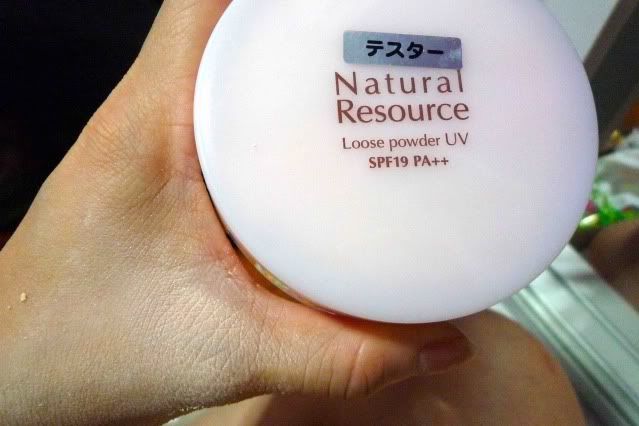 テスター
Natural
Resource
Loose powder UV
SPF19 PA++